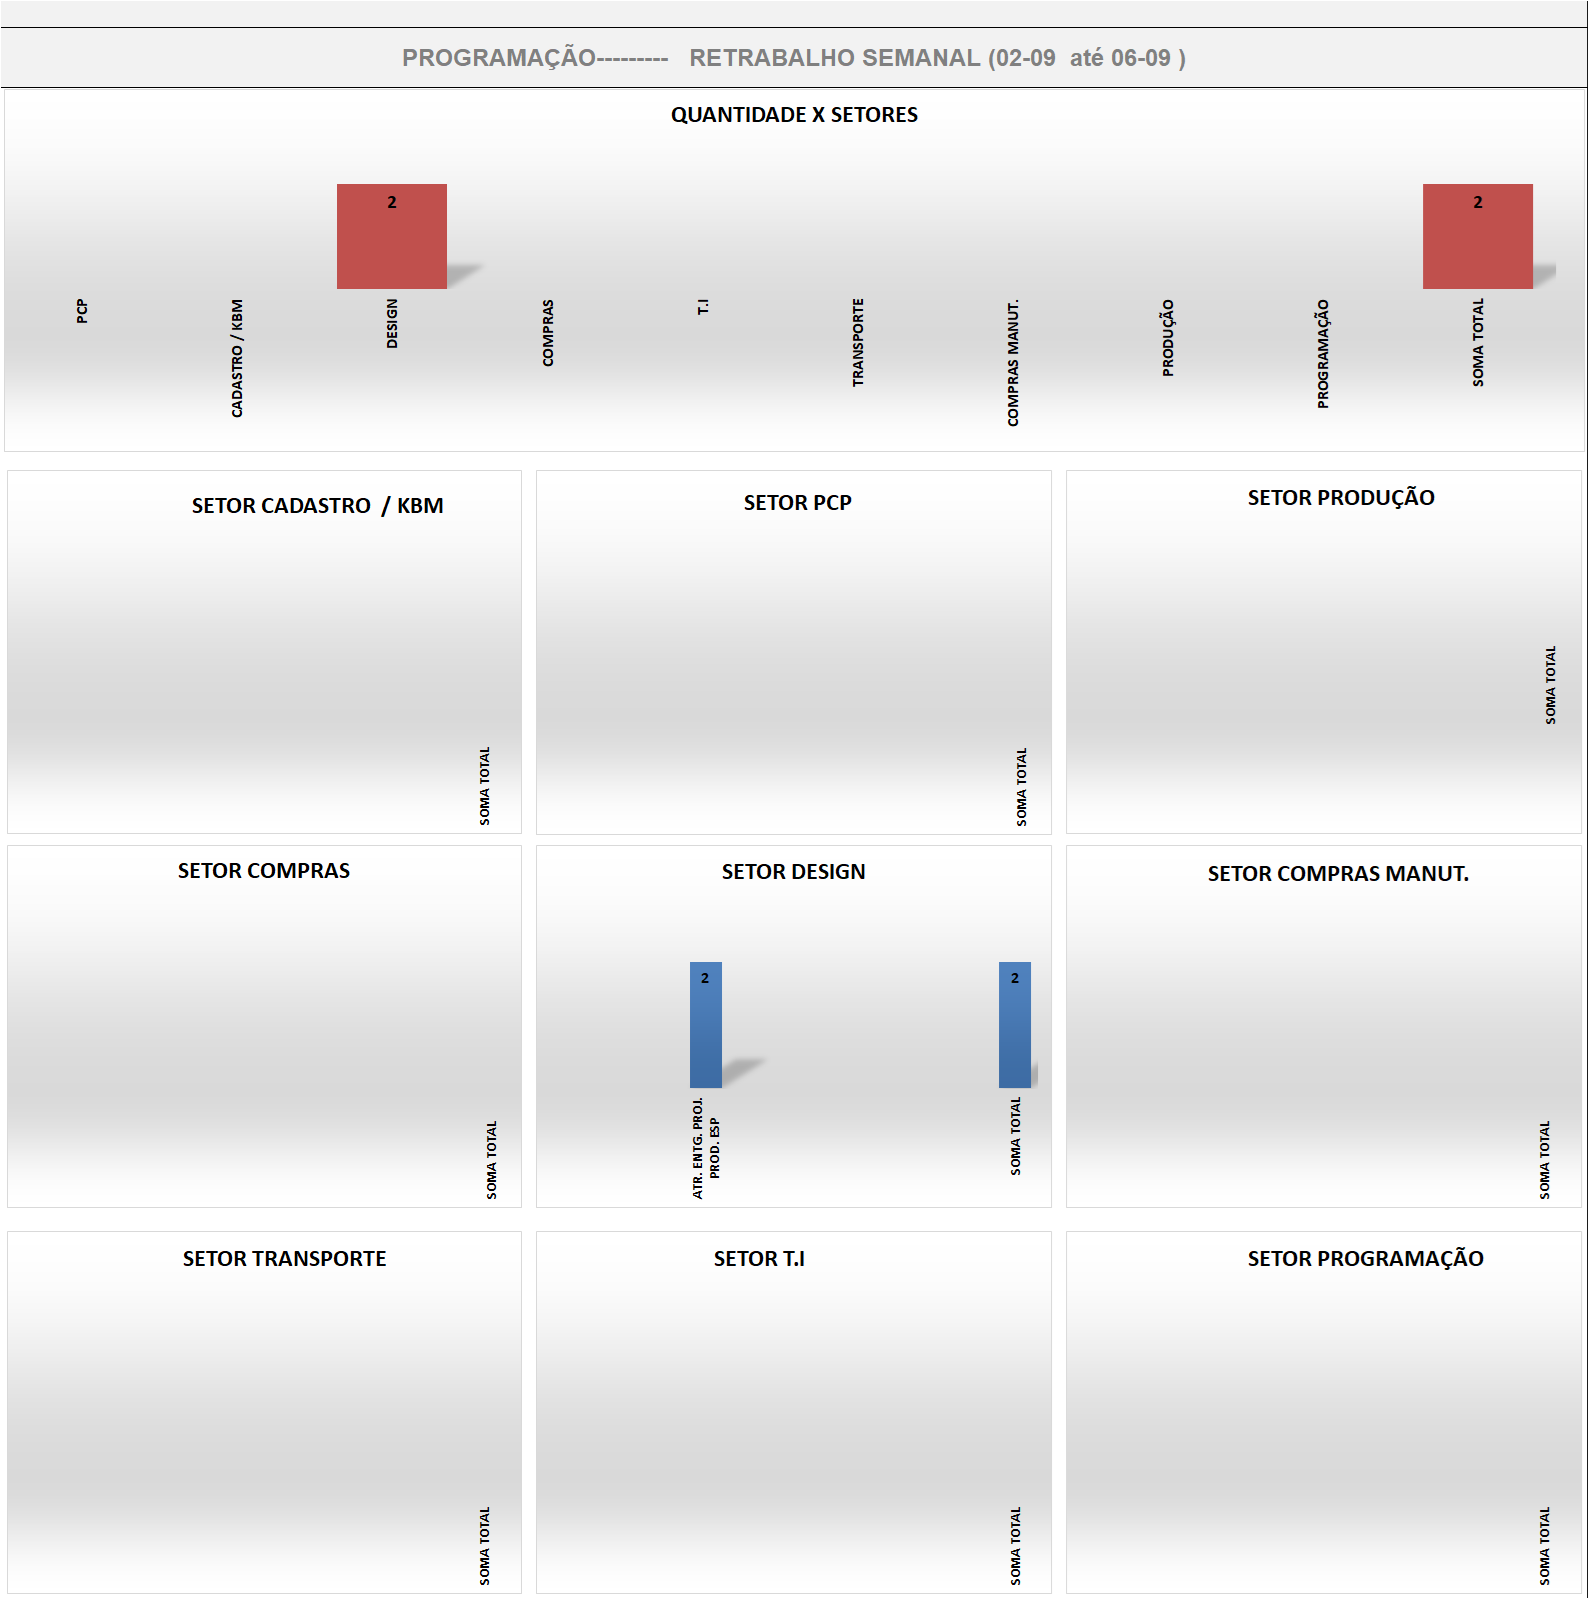 PROGRAMAÇÃO--------- RETRABALHO SEMANAL (02-09 até 06-09 )
QUANTIDADE X SETORES
2
2
PCP
CADASTRO / KBM
DESIGN
COMPRAS
T.I
TRANSPORTE
COMPRAS MANUT.
PRODUÇÃO
PROGRAMAÇÃO
SOMA TOTAL
SETOR CADASTRO / KBM
SOMA TOTAL
SETOR PCP
SOMA TOTAL
SETOR PRODUÇÃO
SOMA TOTAL
SETOR COMPRAS
SOMA TOTAL
SETOR DESIGN
2
2
ATR. ENTG. PROJ.
PROD. ESP
SOMA TOTAL
SETOR COMPRAS MANUT.
SOMA TOTAL
SETOR TRANSPORTE
SOMA TOTAL
SETOR T.I
SOMA TOTAL
SETOR PROGRAMAÇÃO
SOMA TOTAL